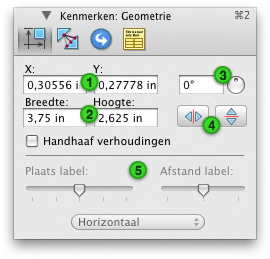 Kenmerken: Geometrie ⌘2
X: Y:
0,30556 in 1 0,27778 in 0° 3
Breedte: Hoogte:
3,75 in 2 2,625 in 4
Handhaaf verhoudingen
Plaats label: 5 Afstand label:
Horizontaal